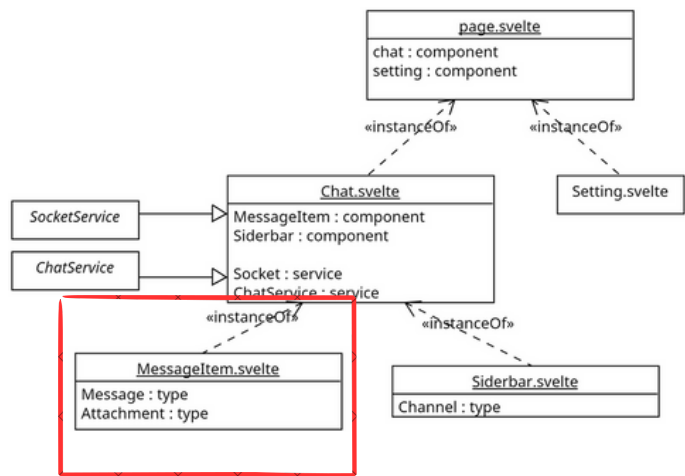 page.svelte
chat : component
setting : component
«instanceOf»
«instanceOf»
Chat.svelte
MessageItem : component
Siderbar : component
Socket : service
ChatService : service
Setting.svelte
SocketService
ChatService
«instanceOf»
«instanceOf»
MessageItem.svelte
Message : type
Attachment : type
Siderbar.svelte
Channel : type